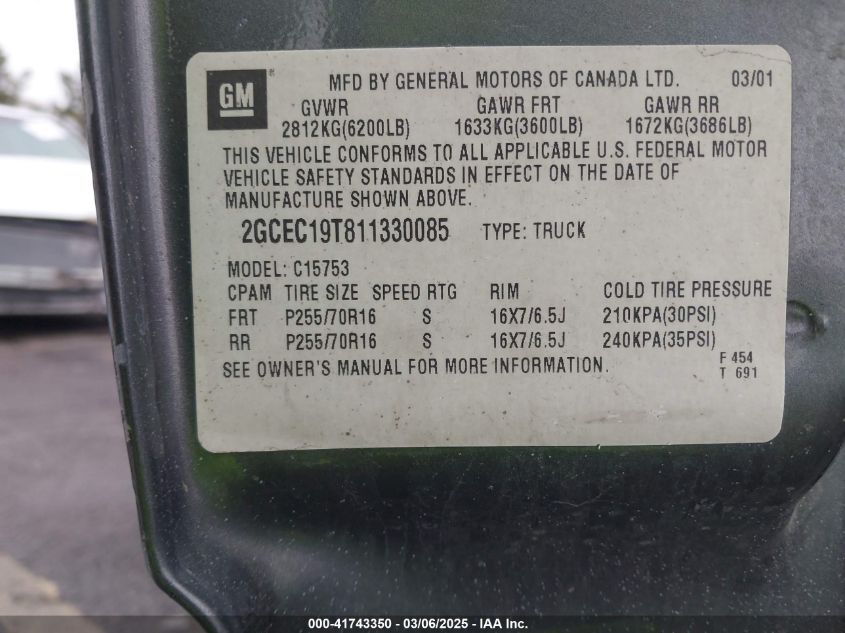 GM
MFD BY GENERAL MOTORS OF CANADA LTD. 03/01
GVWR GAWR FRT GAWR RR
2812KG(6200LB) 1633KG(3600LB) 1672KG(3686LB)
THIS VEHICLE CONFORMS TO ALL APPLICABLE U.S. FEDERAL MOTOR
VEHICLE SAFETY STANDARDS IN EFFECT ON THE DATE OF
MANUFACTURE SHOWN ABOVE.
2GCEC19T811330085 TYPE: TRUCK
MODEL: C15753
CPAM TIRE SIZE SPEED RTG RIM COLD TIRE PRESSURE
FRT P255/70R16 S 16X7/6.5J 210KPA(30PSI)
RR P255/70R16 S 16X7/6.5J 240KPA(35PSI)
SEE OWNER'S MANUAL FOR MORE INFORMATION.
F 454
T 691
000-41743350 - 03/06/2025 - IAA Inc.